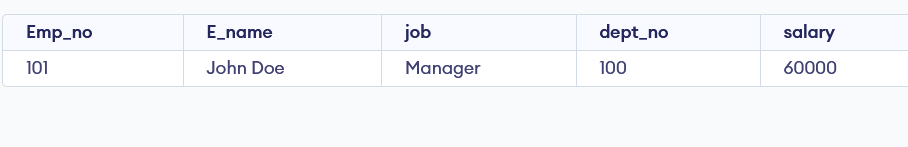 Emp_no E_name job dept_no salary
101 John Doe Manager 100 60000